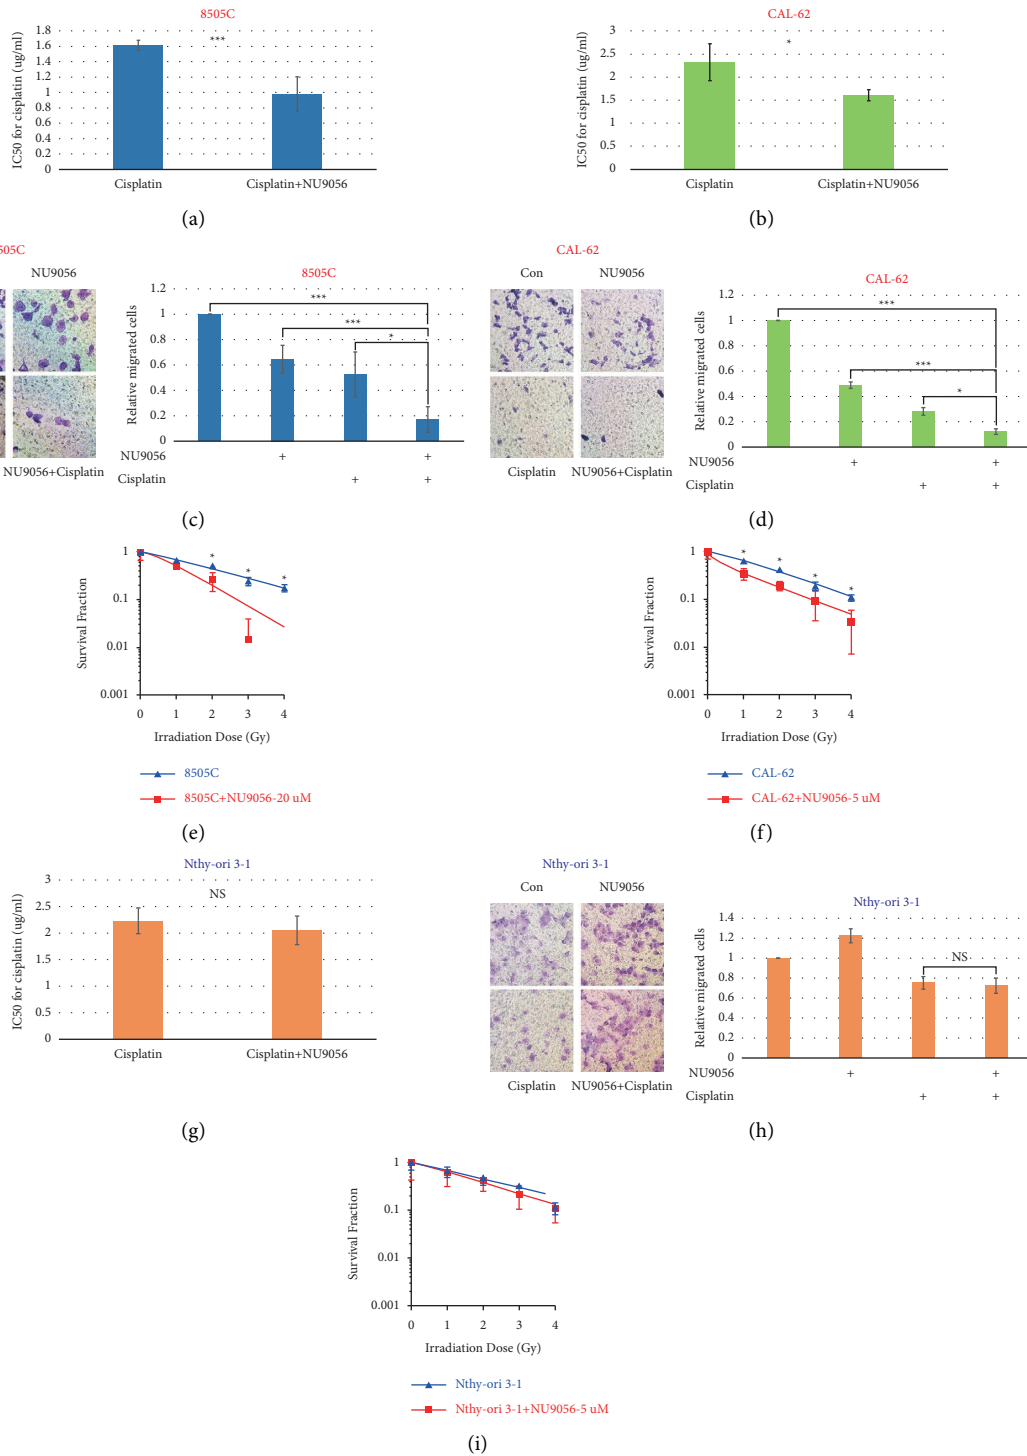 8505C
IC50 for cisplatin (ug/ml)
1.8
1.6
1.4
1.2
1
0.8
0.6
0.4
0.2
0
***
Cisplatin
Cisplatin+NU9056
(a)
CAL-62
IC50 for cisplatin (ug/ml)
3
2.5
2
1.5
1
0.5
0
*
Cisplatin
Cisplatin+NU9056
(b)
505C
NU9056
NU9056+Cisplatin
8505C
Relative migrated cells
1.2
1
0.8
0.6
0.4
0.2
0
***
***
*
NU9056 + +
Cisplatin + +
(c)
CAL-62
Con NU9056
Cisplatin NU9056+Cisplatin
CAL-62
Relative migrated cells
1.2
1
0.8
0.6
0.4
0.2
0
***
***
*
NU9056 + +
Cisplatin + +
(d)
Survival Fraction
1
0.1
0.01
0.001
* * *
0 1 2 3 4
Irradiation Dose (Gy)
8505C
8505C+NU9056-20 uM
(e)
Survival Fraction
1
0.1
0.01
0.001
* * * *
0 1 2 3 4
Irradiation Dose (Gy)
CAL-62
CAL-62+NU9056-5 uM
(f)
Nthy-ori 3-1
IC50 for cisplatin (ug/ml)
3
2.5
2
1.5
1
0.5
0
NS
Cisplatin
Cisplatin+NU9056
(g)
Nthy-ori 3-1
Con NU9056
Cisplatin NU9056+Cisplatin
Nthy-ori 3-1
Relative migrated cells
1.4
1.2
1
0.8
0.6
0.4
0.2
0
NS
NU9056 + +
Cisplatin + +
(h)
Survival Fraction
1
0.1
0.01
0.001
0 1 2 3 4
Irradiation Dose (Gy)
Nthy-ori 3-1
Nthy-ori 3-1+NU9056-5 uM
(i)